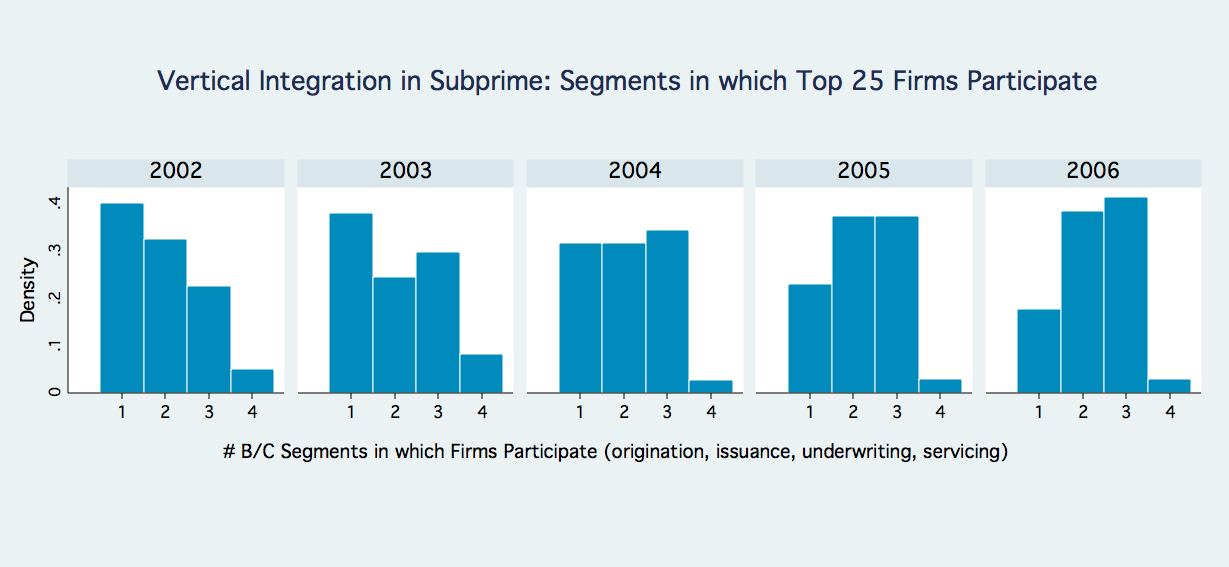 Vertical Integration in Subprime: Segments in which Top 25 Firms Participate
2002 2003 2004 2005 2006
Density
.4
.3
.2
.1
0
1 2 3 4 1 2 3 4 1 2 3 4 1 2 3 4 1 2 3 4
# B/C Segments in which Firms Participate (origination, issuance, underwriting, servicing)